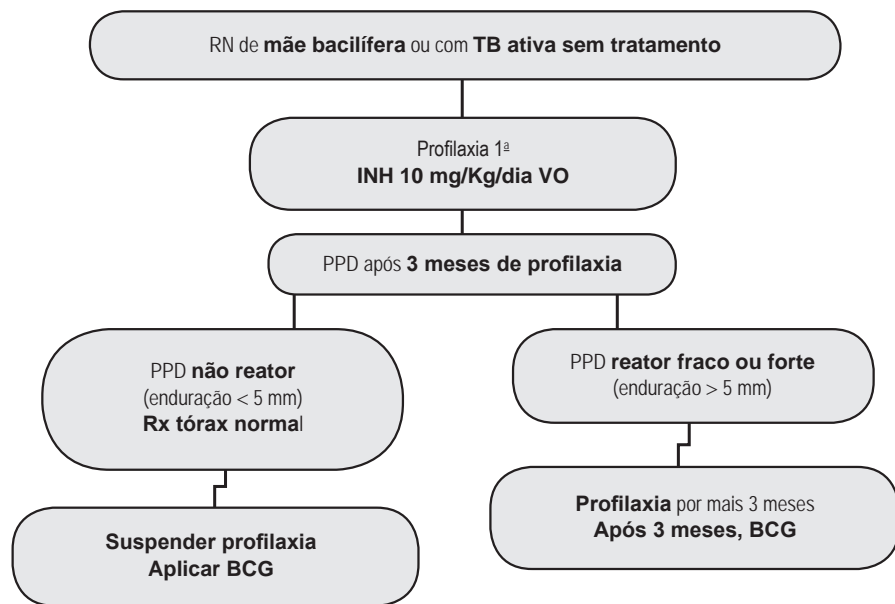 RN de mãe bacilífera ou com TB ativa sem tratamento
Profilaxia 1ª
INH 10 mg/Kg/dia VO
PPD após 3 meses de profilaxia
PPD não reator
(enduração < 5 mm)
Rx tórax normal
PPD reator fraco ou forte
(enduração > 5 mm)
Suspender profilaxia
Aplicar BCG
Profilaxia por mais 3 meses
Após 3 meses, BCG